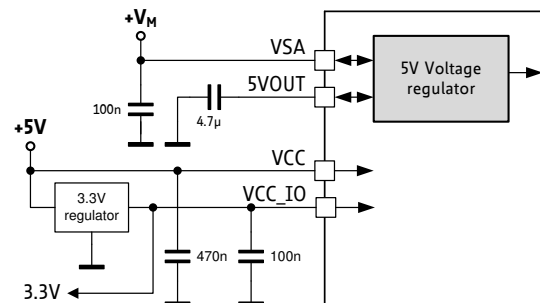 +VM
VSA
5V Voltage
regulator
100n
5VOUT
4.7µ
+5V
VCC
3.3V
regulator
VCC_IO
470n
100n
3.3V